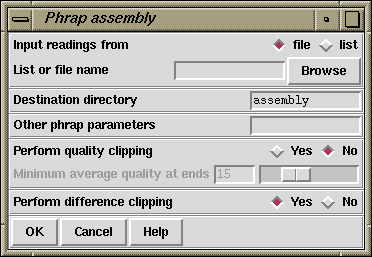 Phrap assembly
Input readings from file list
List or file name Browse
Destination directory assembly
Other phrap parameters
Perform quality clipping Yes No
Minimum average quality at ends 15
Perform difference clipping Yes No
OK Cancel Help